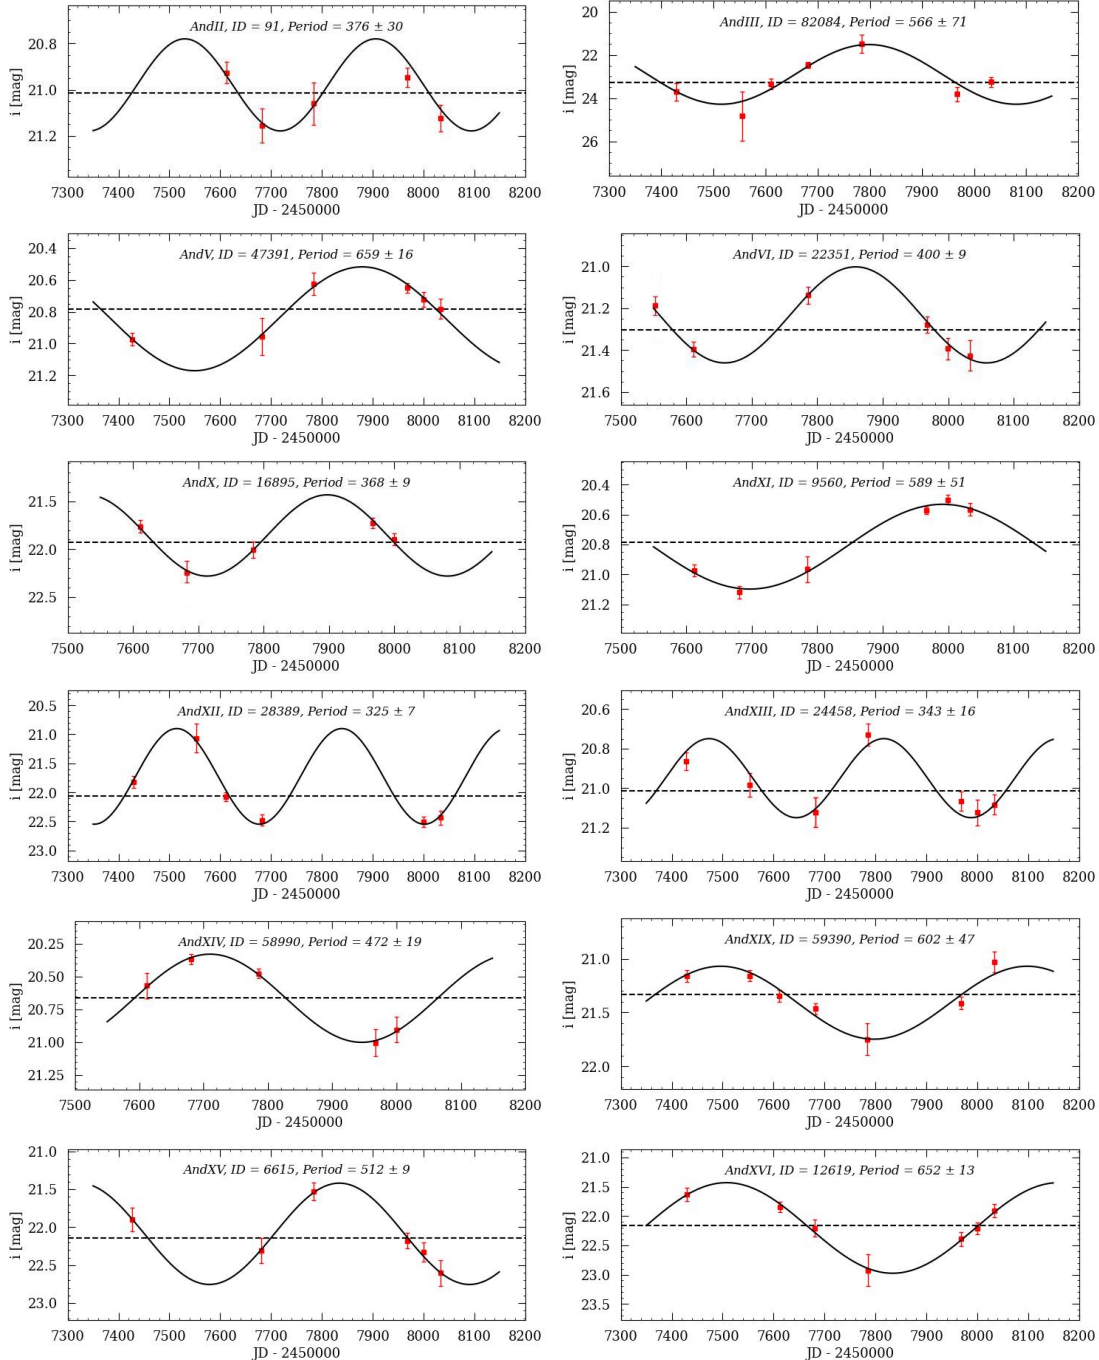 AndII, ID = 91, Period = 376 ± 30
20.8
21.0
21.2
i [mag]
7300 7400 7500 7600 7700 7800 7900 8000 8100 8200
JD - 2450000
AndIII, ID = 82084, Period = 566 ± 71
20
22
24
26
i [mag]
7300 7400 7500 7600 7700 7800 7900 8000 8100 8200
JD - 2450000
AndV, ID = 47391, Period = 659 ± 16
20.4
20.6
20.8
21.0
21.2
i [mag]
7300 7400 7500 7600 7700 7800 7900 8000 8100 8200
JD - 2450000
AndVI, ID = 22351, Period = 400 ± 9
21.0
21.2
21.4
21.6
i [mag]
7500 7600 7700 7800 7900 8000 8100 8200
JD - 2450000
AndX, ID = 16895, Period = 368 ± 9
21.5
22.0
22.5
i [mag]
7500 7600 7700 7800 7900 8000 8100 8200
JD - 2450000
AndXI, ID = 9560, Period = 589 ± 51
20.4
20.6
20.8
21.0
21.2
i [mag]
7500 7600 7700 7800 7900 8000 8100 8200
JD - 2450000
AndXII, ID = 28389, Period = 325 ± 7
20.5
21.0
21.5
22.0
22.5
23.0
i [mag]
7300 7400 7500 7600 7700 7800 7900 8000 8100 8200
JD - 2450000
AndXIII, ID = 24458, Period = 343 ± 16
20.6
20.8
21.0
21.2
i [mag]
7300 7400 7500 7600 7700 7800 7900 8000 8100 8200
JD - 2450000
AndXIV, ID = 58990, Period = 472 ± 19
20.25
20.50
20.75
21.00
21.25
i [mag]
7500 7600 7700 7800 7900 8000 8100 8200
JD - 2450000
AndXIX, ID = 59390, Period = 602 ± 47
21.0
21.5
22.0
i [mag]
7300 7400 7500 7600 7700 7800 7900 8000 8100 8200
JD - 2450000
AndXV, ID = 6615, Period = 512 ± 9
21.0
21.5
22.0
22.5
23.0
i [mag]
7300 7400 7500 7600 7700 7800 7900 8000 8100 8200
JD - 2450000
AndXVI, ID = 12619, Period = 652 ± 13
21.0
21.5
22.0
22.5
23.0
23.5
i [mag]
7300 7400 7500 7600 7700 7800 7900 8000 8100 8200
JD - 2450000